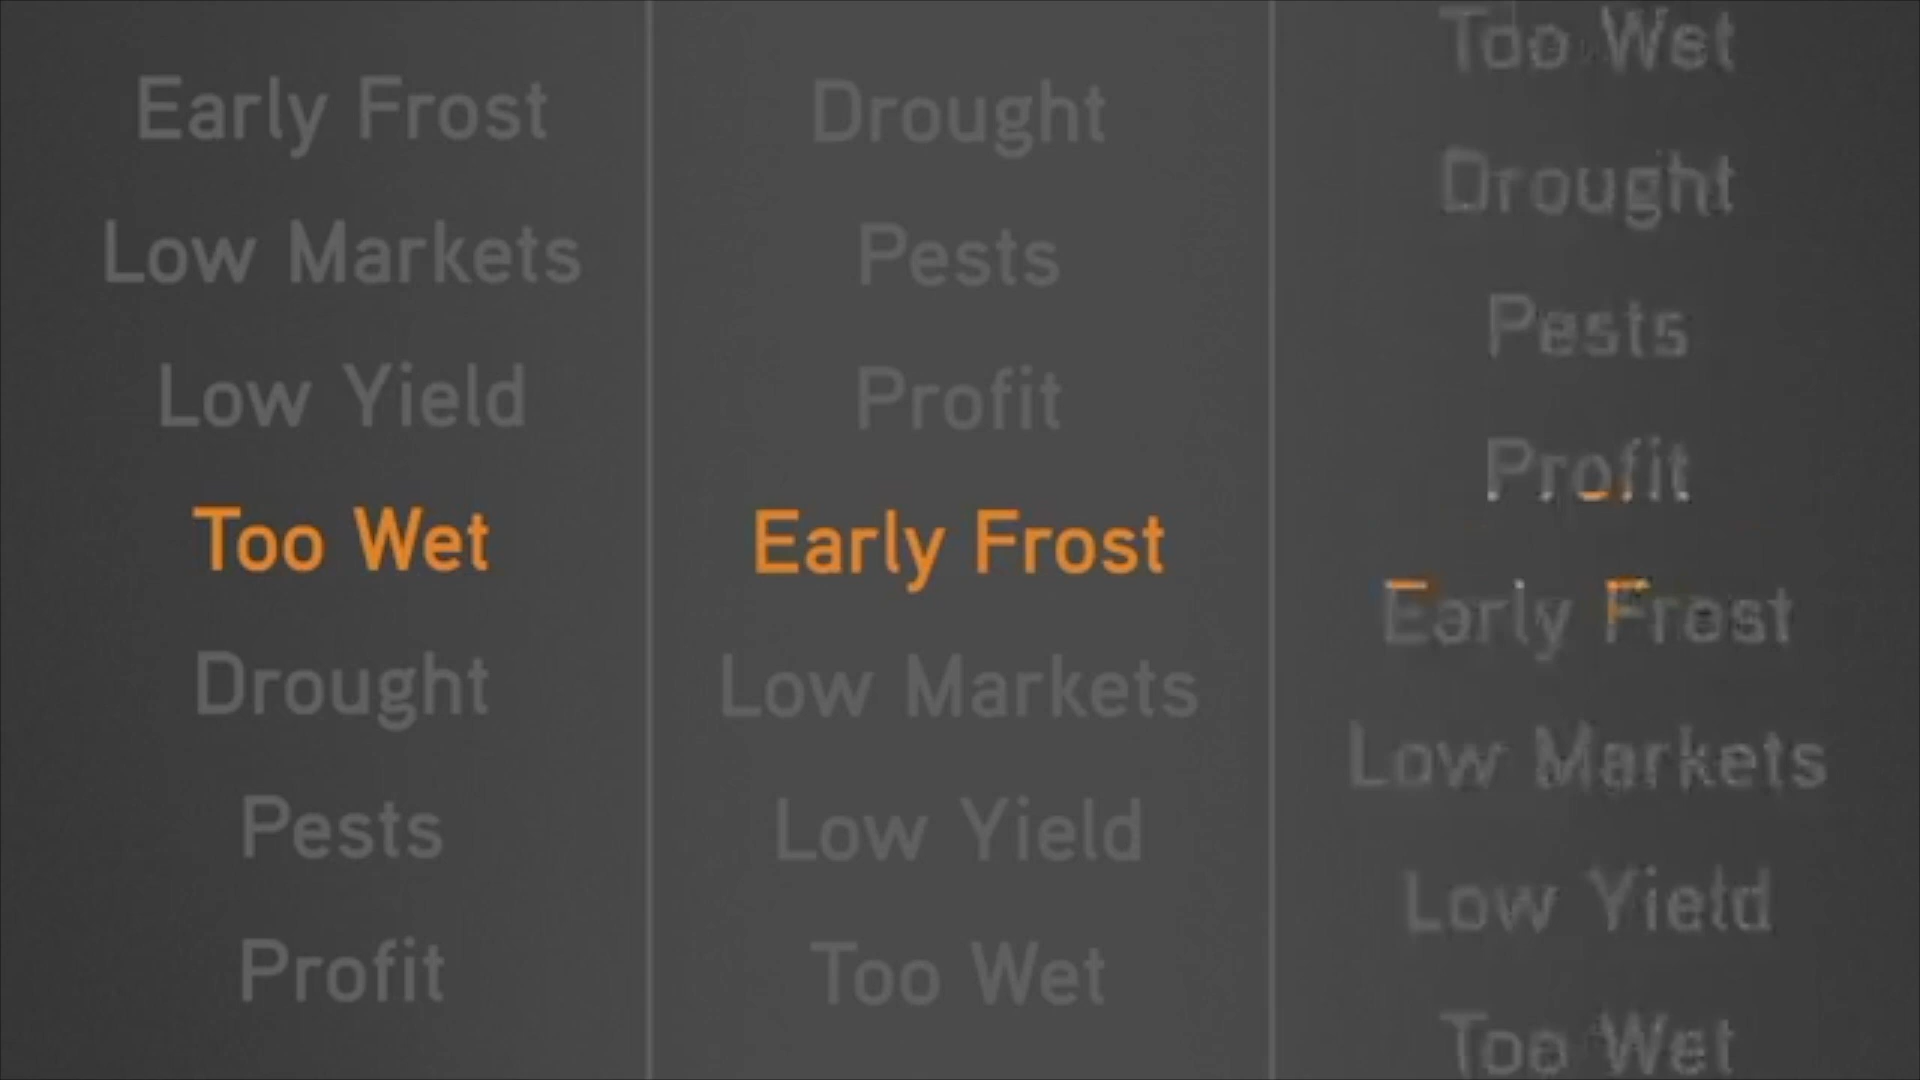 Early Frost
Low Markets
Low Yield
Too Wet
Drought
Pests
Profit
Drought
Pests
Profit
Early Frost
Low Markets
Low Yield
Too Wet
Too Wet
Drought
Pests
Profit
Early Frost
Low Markets
Low Yield
Too Wet